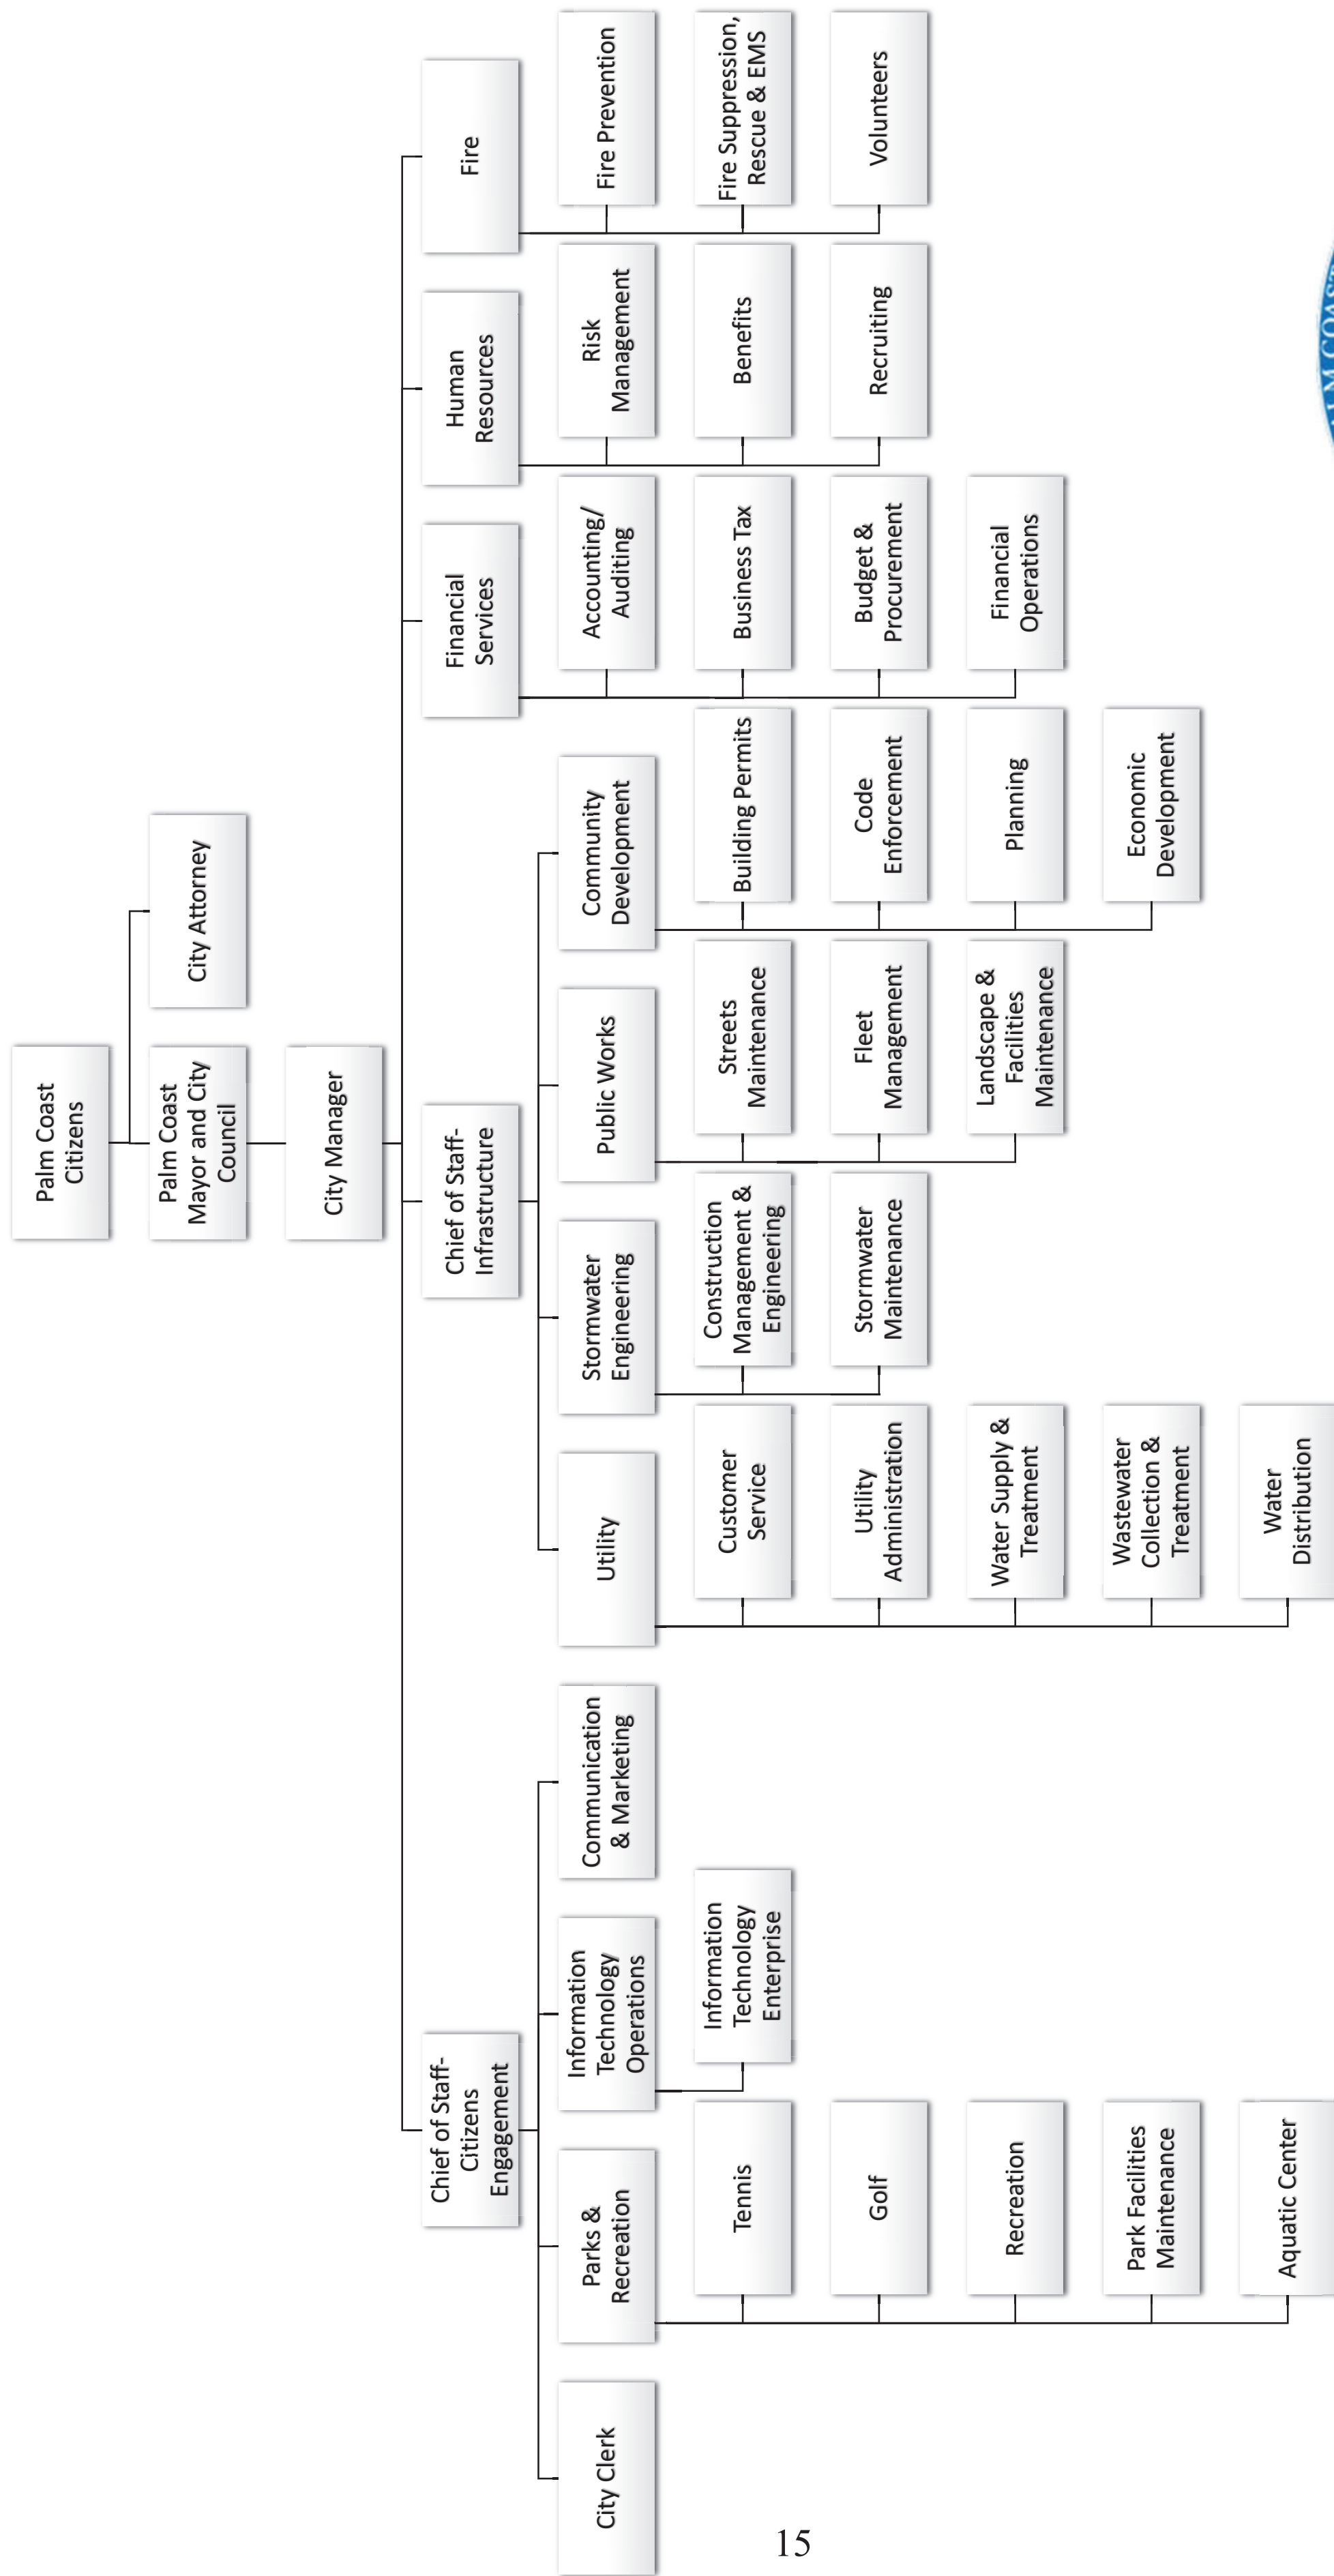 Palm Coast
Citizens
City Attorney
Palm Coast
Mayor and City
Council
City Manager
Chief of Staff-
Citizens
Engagement
Chief of Staff-
Infrastructure
Financial
Services
Human
Resources
Fire
City Clerk
Parks &
Recreation
Tennis
Golf
Recreation
Park Facilities
Maintenance
Aquatic Center
Information
Technology
Operations
Information
Technology
Enterprise
Communication
& Marketing
Utility
Customer
Service
Utility
Administration
Water Supply &
Treatment
Wastewater
Collection &
Treatment
Water
Distribution
Stormwater
Engineering
Construction
Management &
Engineering
Stormwater
Maintenance
Public Works
Streets
Maintenance
Fleet
Management
Landscape &
Facilities
Maintenance
Community
Development
Building Permits
Code
Enforcement
Planning
Economic
Development
Accounting/
Auditing
Business Tax
Budget &
Procurement
Financial
Operations
Risk
Management
Benefits
Recruiting
Fire Prevention
Fire Suppression,
Rescue & EMS
Volunteers
15